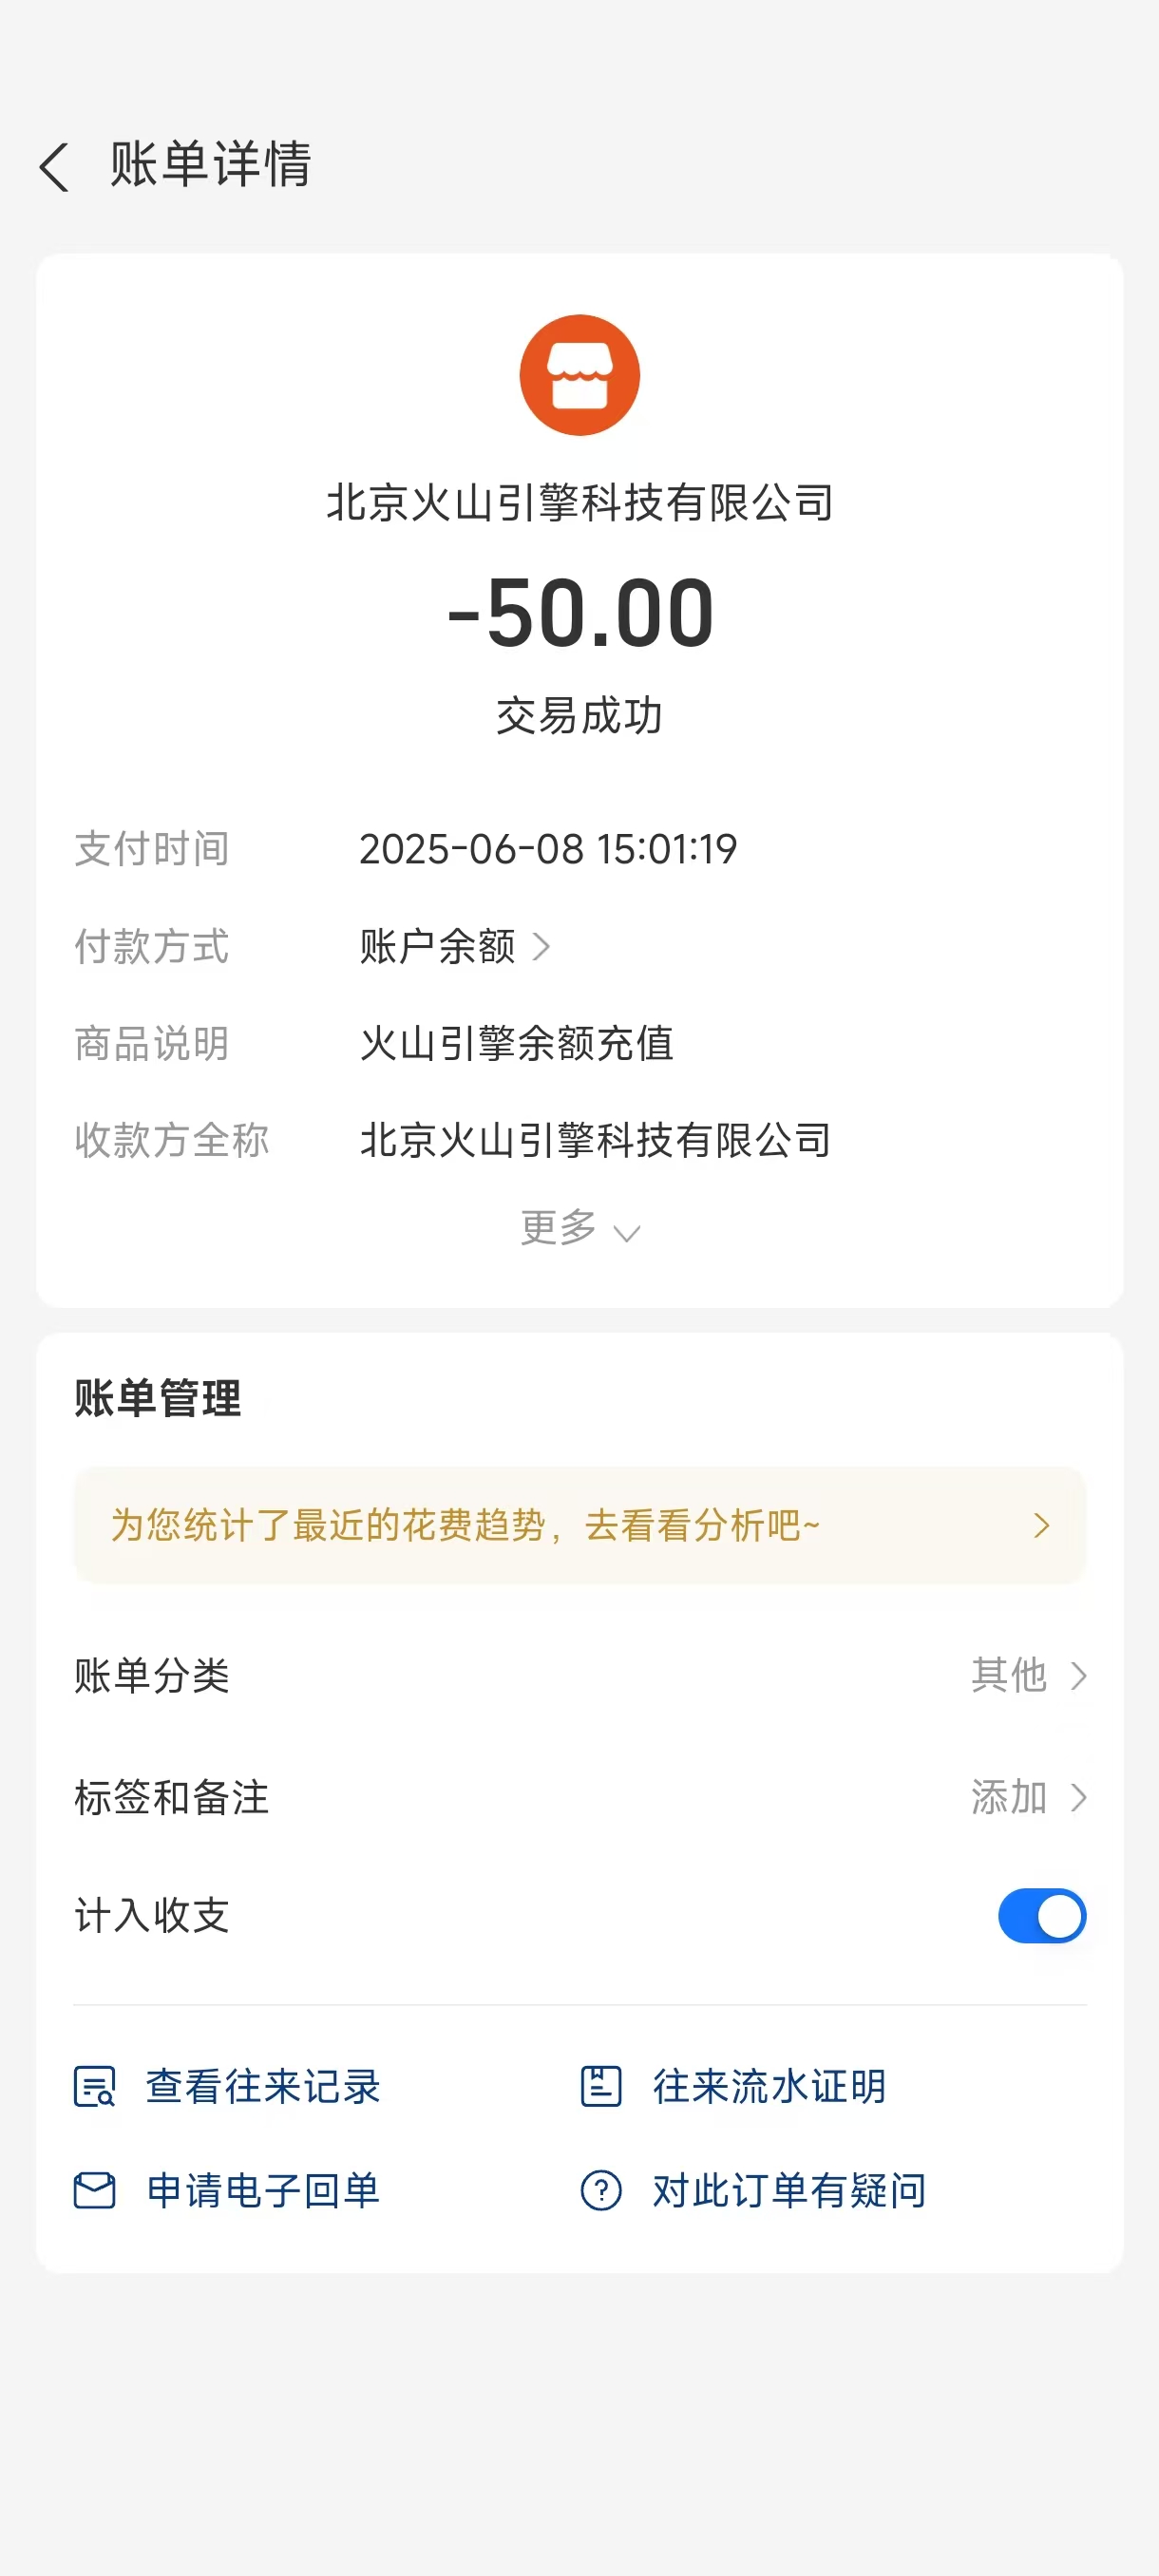 账单详情
北京火山引擎科技有限公司
-50.00
交易成功
支付时间 2025-06-08 15:01:19
付款方式 账户余额
商品说明 火山引擎余额充值
收款方全称 北京火山引擎科技有限公司
更多
账单管理
为您统计了最近的花费趋势，去看看分析吧~
账单分类 其他
标签和备注 添加
计入收支
查看往来记录 往来流水证明
申请电子回单 对此订单有疑问